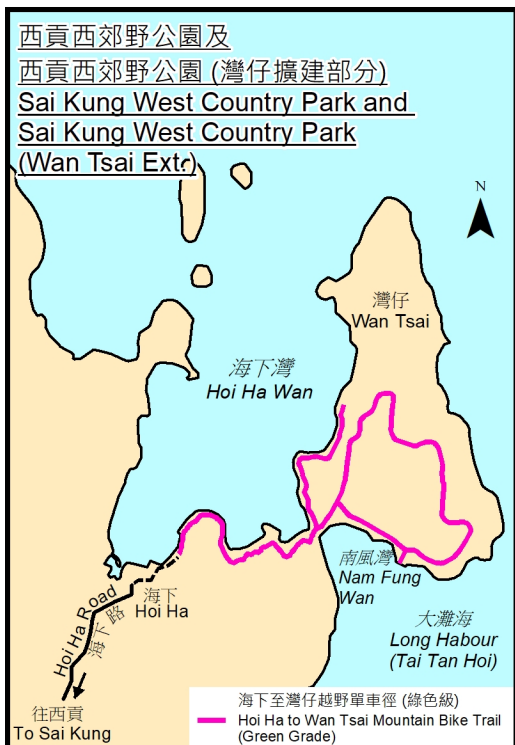 西貢西郊野公園及
西貢西郊野公園 (灣仔擴建部分)
Sai Kung West Country Park and
Sai Kung West Country Park
(Wan Tsai Ext.)
N
灣仔
Wan Tsai
海下灣
Hoi Ha Wan
南風灣
Nam Fung
Wan
大灘海
Long Habour
(Tai Tan Hoi)
海下
Hoi Ha
Hoi Ha Road
海下路
往西貢
To Sai Kung
海下至灣仔越野單車徑 (綠色級)
Hoi Ha to Wan Tsai Mountain Bike Trail
(Green Grade)